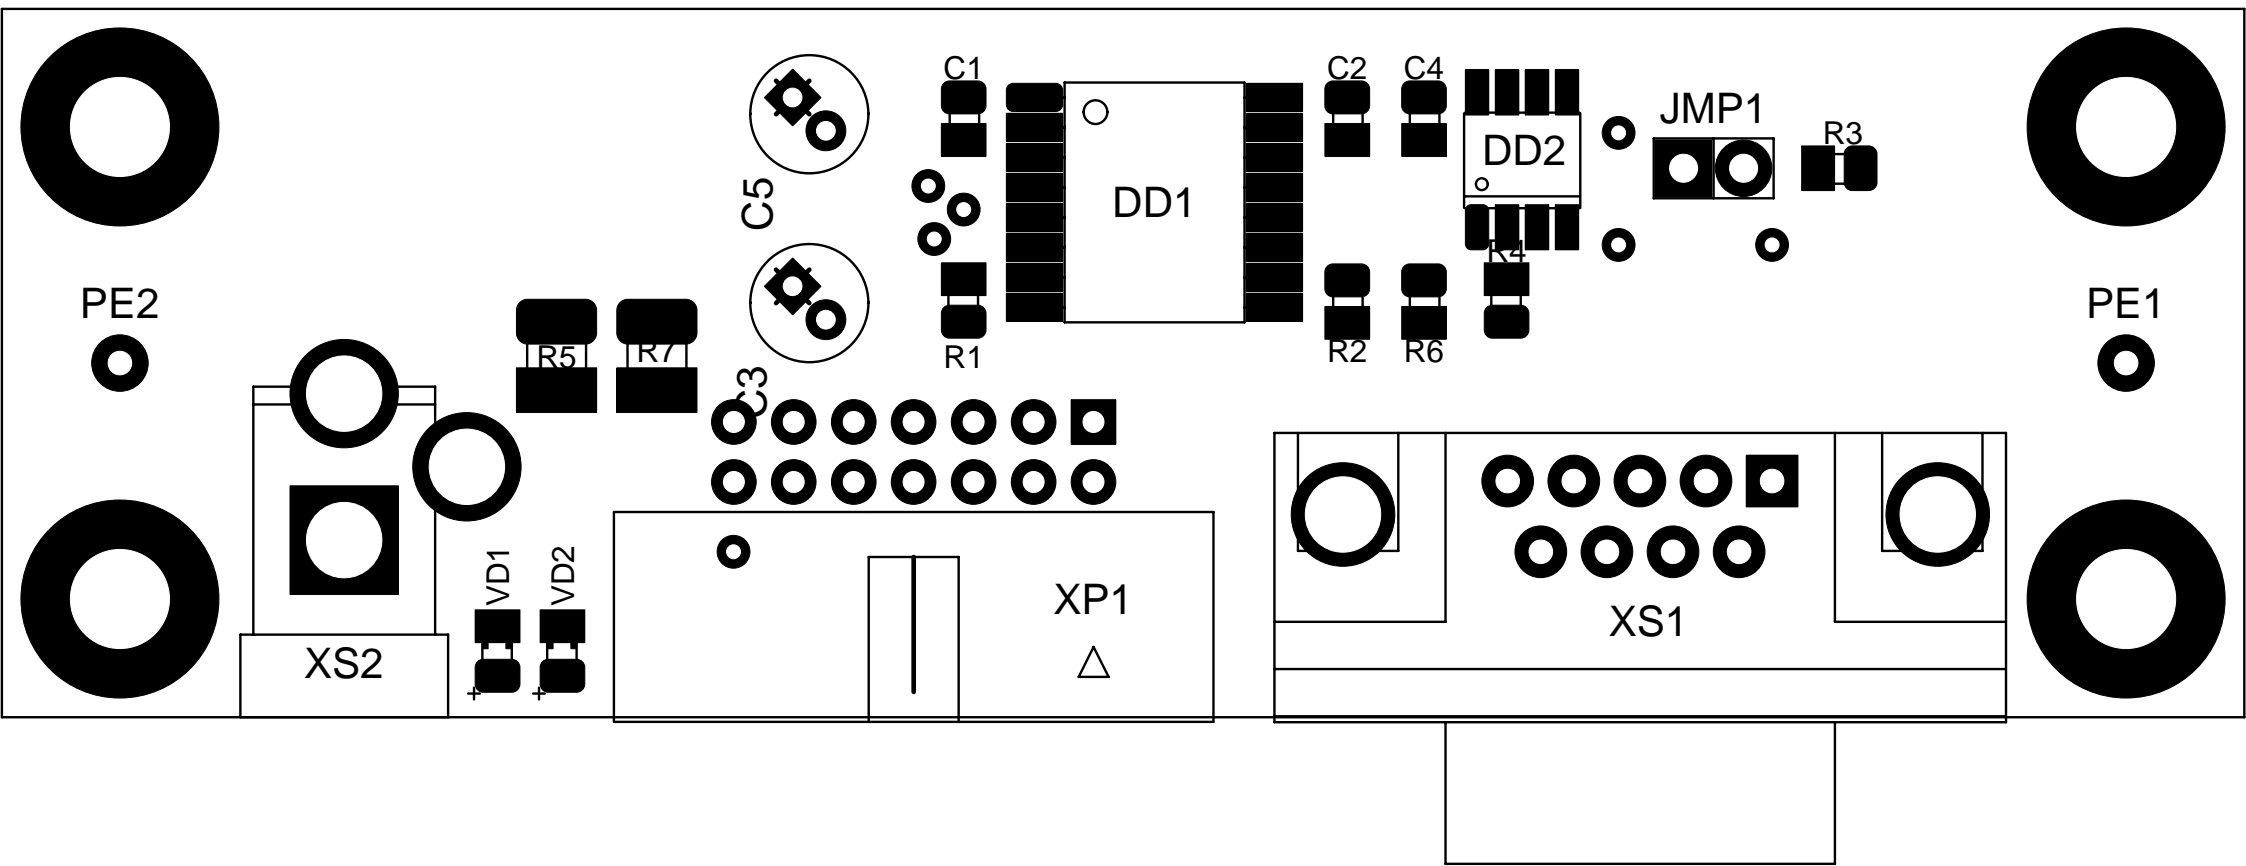 C1
C2
C4
JMP1
R3
DD2
C5
DD1
R4
PE2
PE1
R5
R7
R1
R2
R6
C3
VD1
VD2
XP1
XS1
XS2
+
+